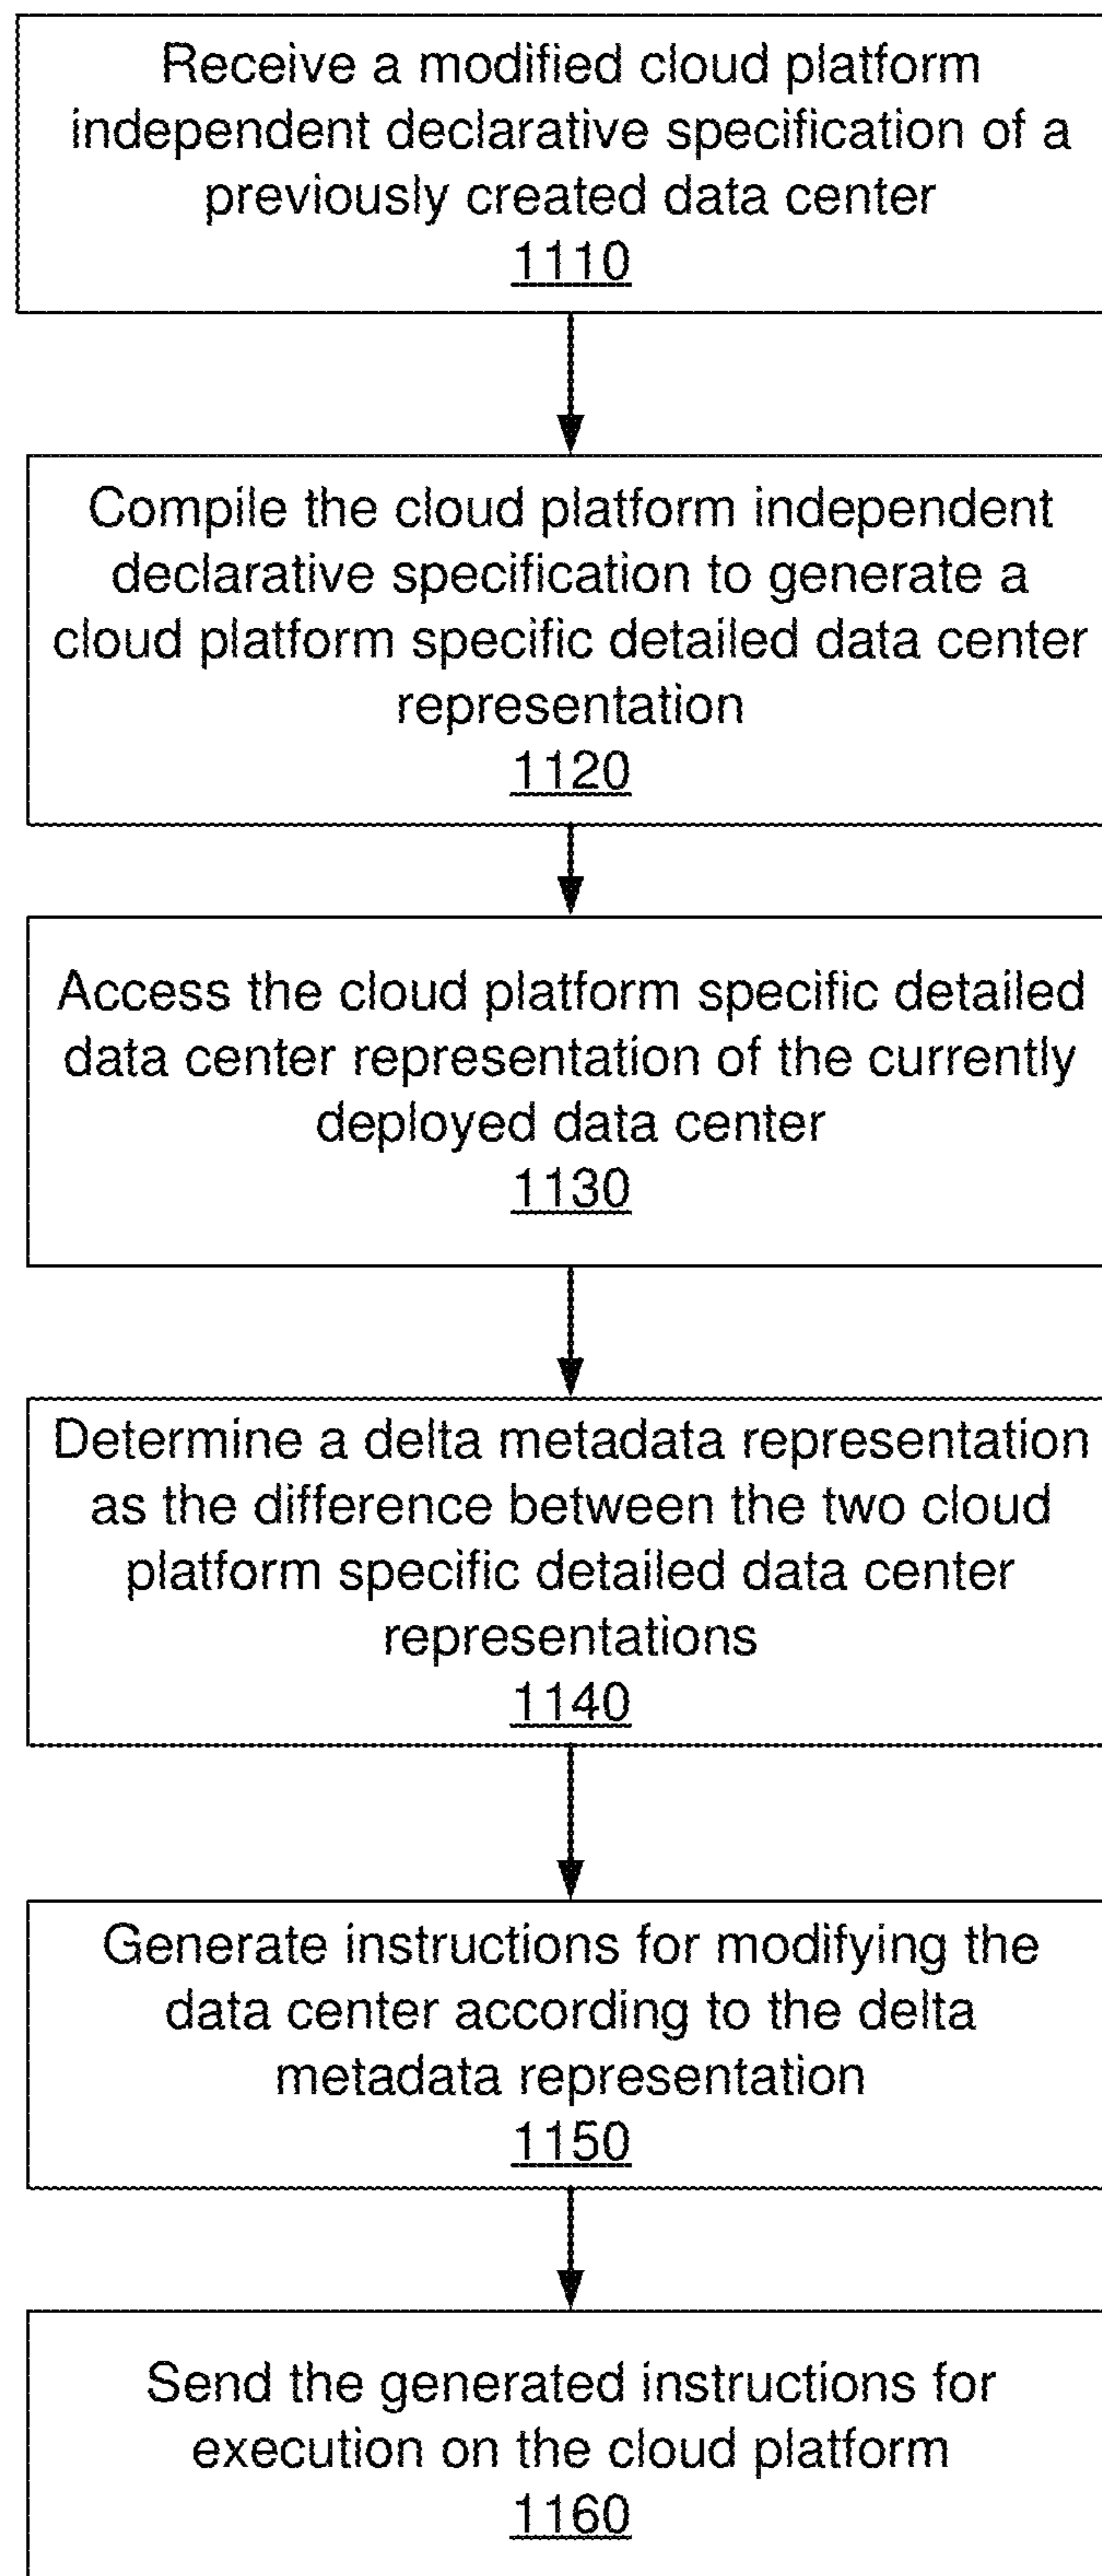 Receive a modified cloud platform
independent declarative specification of a
previously created data center
1110
Compile the cloud platform independent
declarative specification to generate a
cloud platform specific detailed data center
representation
1120
Access the cloud platform specific detailed
data center representation of the currently
deployed data center
1130
Determine a delta metadata representation
as the difference between the two cloud
platform specific detailed data center
representations
1140
Generate instructions for modifying the
data center according to the delta
metadata representation
1150
Send the generated instructions for
execution on the cloud platform
1160